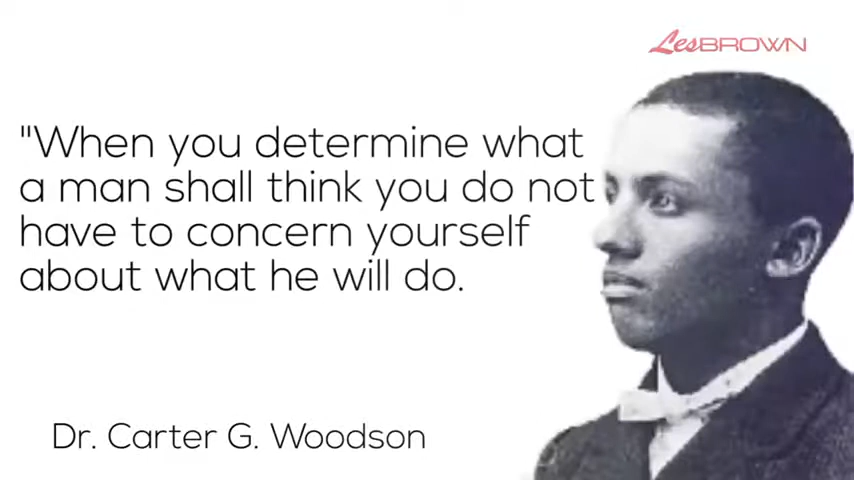 LesBROWN
"When you determine what
a man shall think you do not
have to concern yourself
about what he will do.
Dr. Carter G. Woodson